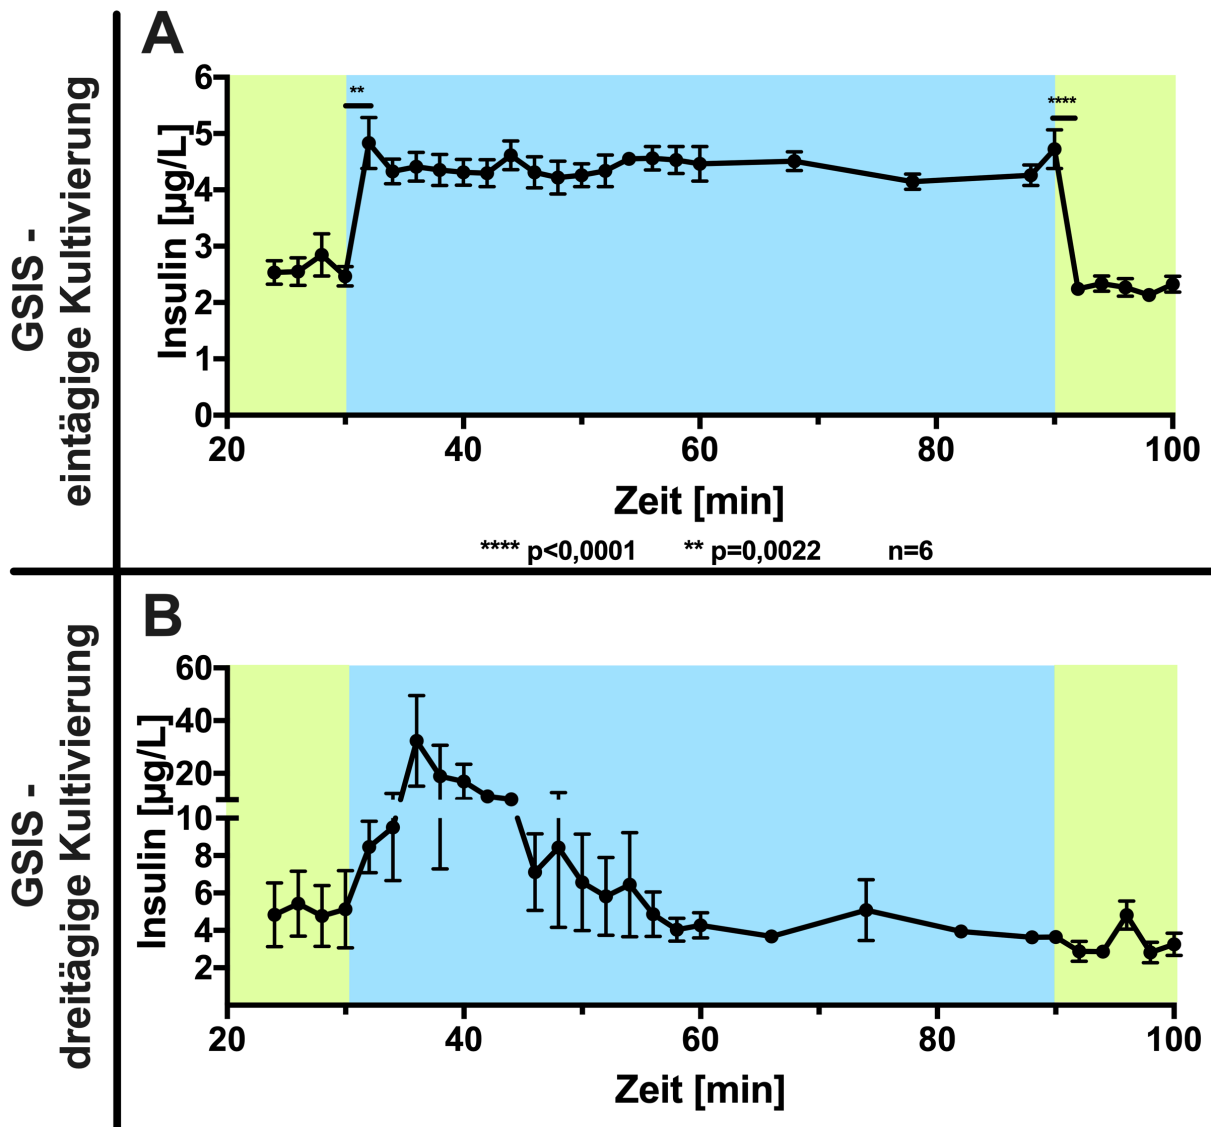 GSIS -
eintägige Kultivierung
A
Insulin [µg/L]
6
5
4
3
2
1
0
**
****
20 40 60 80 100
Zeit [min]
**** p<0,0001 ** p=0,0022 n=6
GSIS -
dreitägige Kultivierung
B
Insulin [µg/L]
60
40
20
10
8
6
4
2
20 40 60 80 100
Zeit [min]